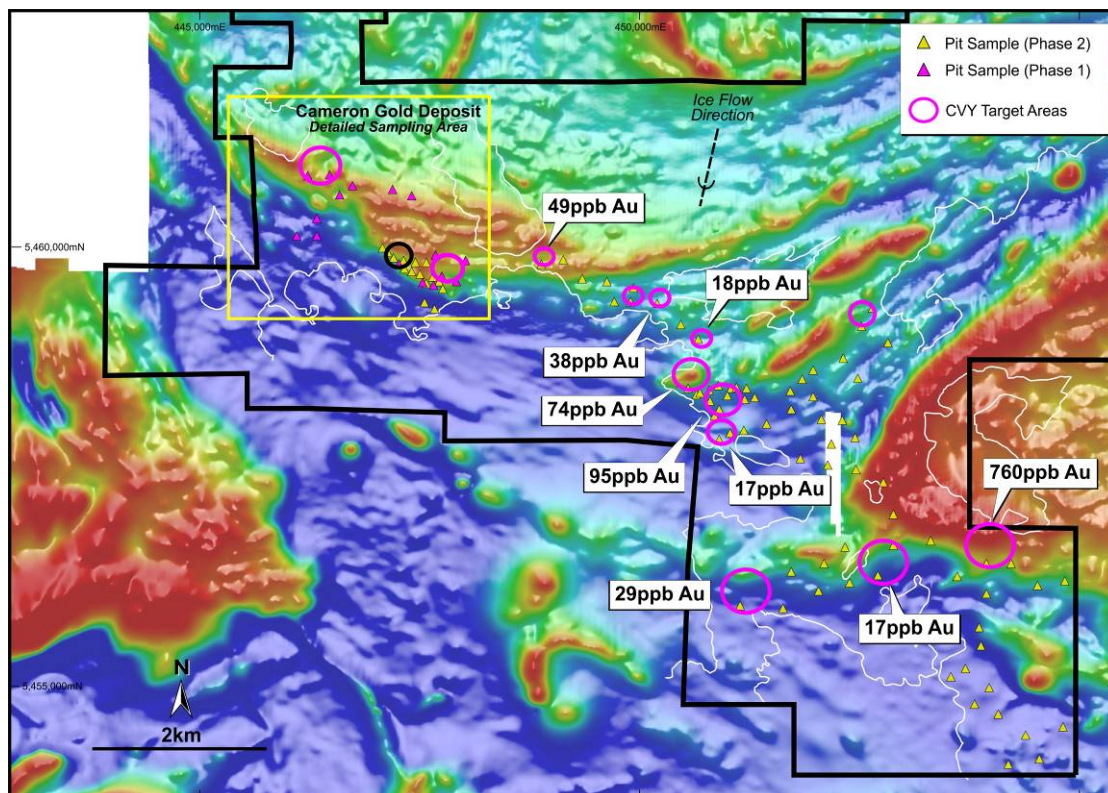 445,000mE
450,000mE
Pit Sample (Phase 2)
Pit Sample (Phase 1)
CVY Target Areas
Cameron Gold Deposit
Detailed Sampling Area
Ice Flow
Direction
49ppb Au
5,460,000mN
18ppb Au
38ppb Au
74ppb Au
95ppb Au
17ppb Au
760ppb Au
29ppb Au
17ppb Au
N
5,455,000mN
2km